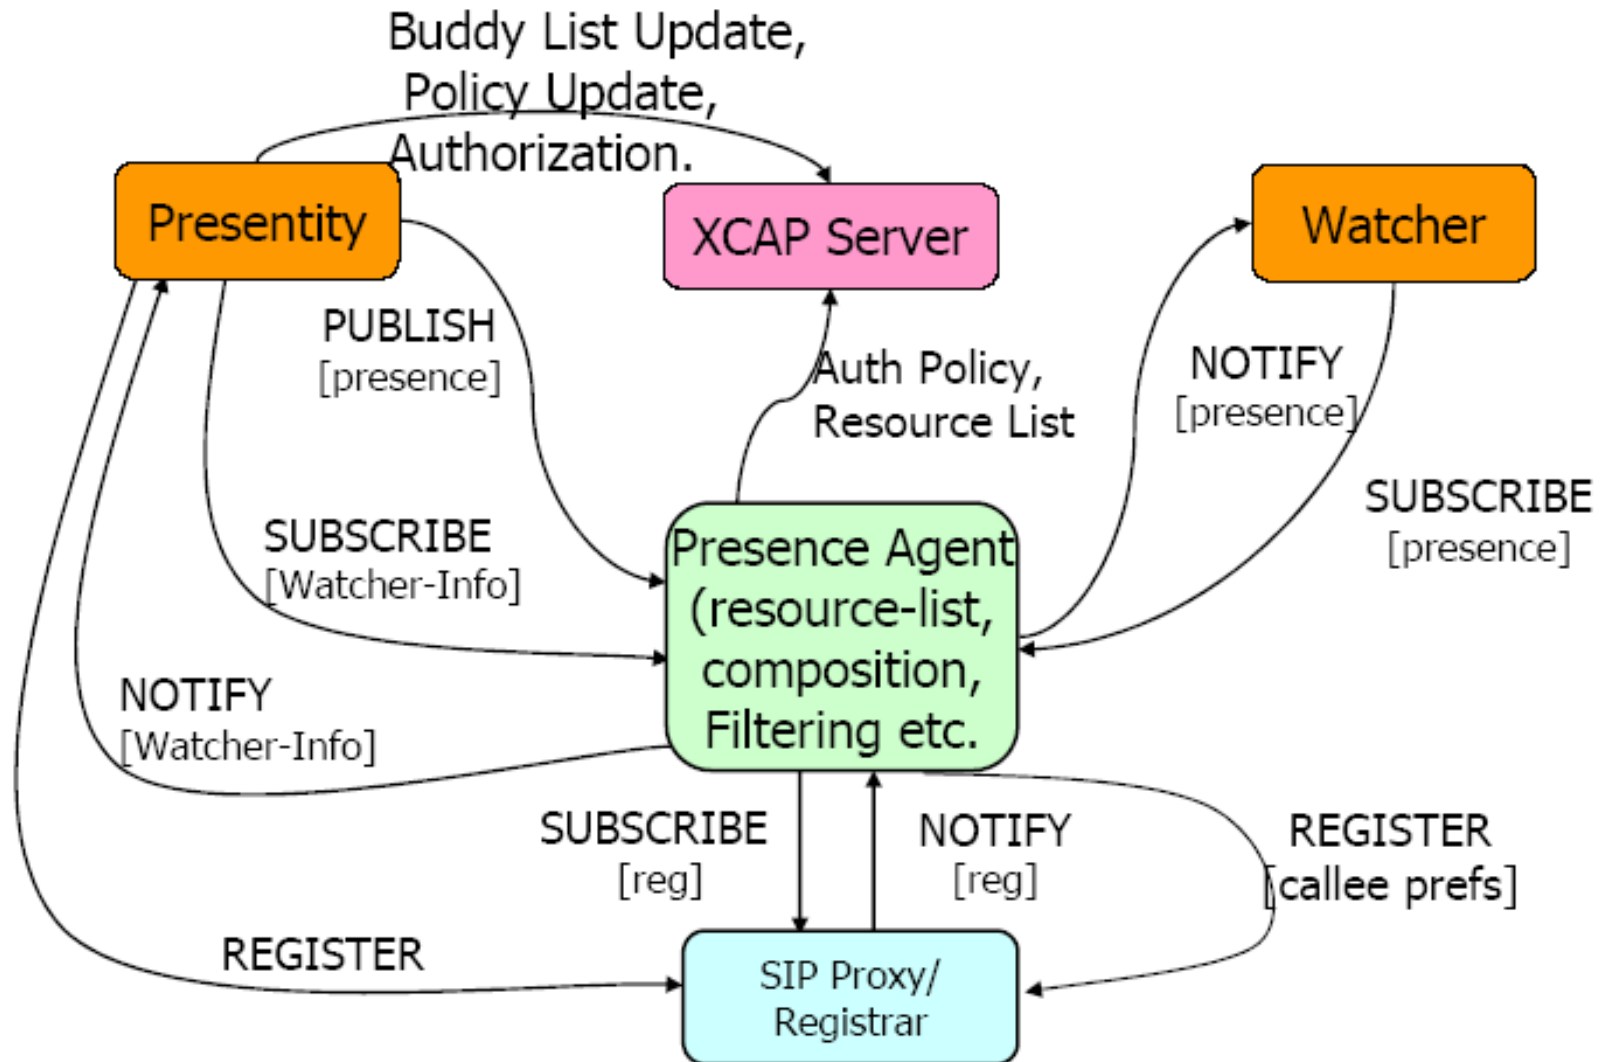 Buddy List Update,
Policy Update,
Authorization.
Presentity
XCAP Server
Watcher
PUBLISH
[presence]
Auth Policy,
Resource List
NOTIFY
[presence]
SUBSCRIBE
[presence]
SUBSCRIBE
[Watcher-Info]
Presence Agent
(resource-list,
composition,
Filtering etc.
NOTIFY
[Watcher-Info]
SUBSCRIBE
[reg]
NOTIFY
[reg]
REGISTER
[callee prefs]
REGISTER
SIP Proxy/
Registrar